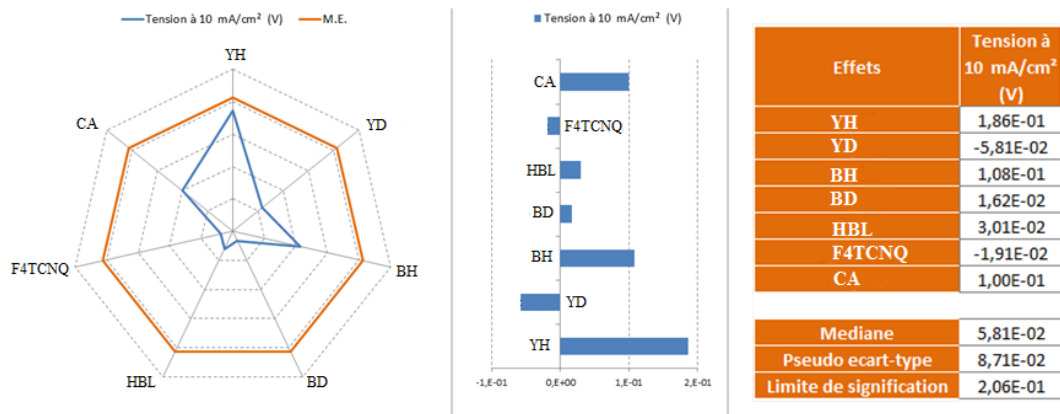 Tension à 10 mA/cm² (V) M.E.
YH
YD
BH
BD
HBL
F4TCNQ
CA
Tension à 10 mA/cm² (V)
CA
F4TCNQ
HBL
BD
BH
YD
YH
-1,E-01 0,E+00 1,E-01 2,E-01
Effets Tension à
10 mA/cm²
(V)
YH 1,86E-01
YD -5,81E-02
BH 1,08E-01
BD 1,62E-02
HBL 3,01E-02
F4TCNQ -1,91E-02
CA 1,00E-01
Mediane 5,81E-02
Pseudo ecart-type 8,71E-02
Limite de signification 2,06E-01